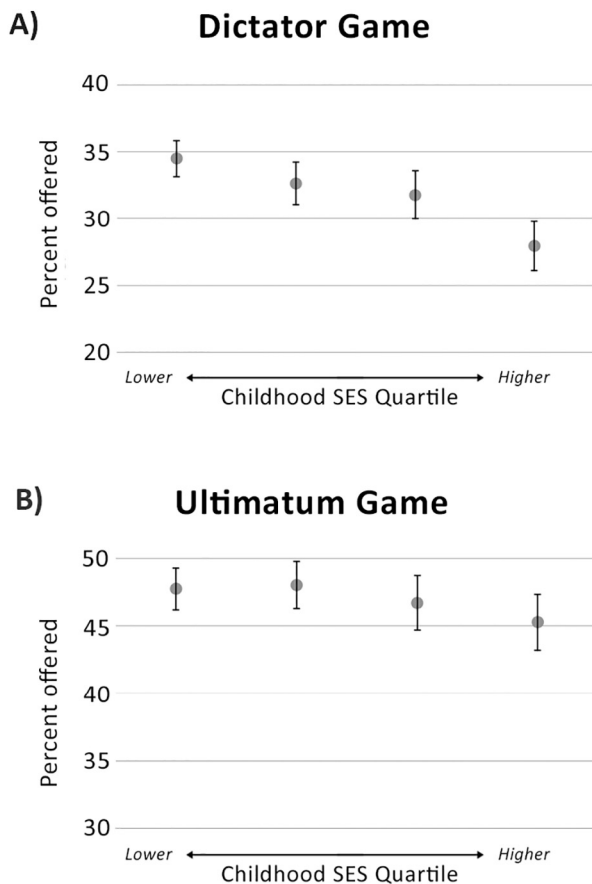 A)
Dictator Game
Percent offered
40
35
30
25
20
Lower
Higher
Childhood SES Quartile
B)
Ultimatum Game
Percent offered
50
45
40
35
30
Lower
Higher
Childhood SES Quartile